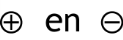 ⊕ en ⊖